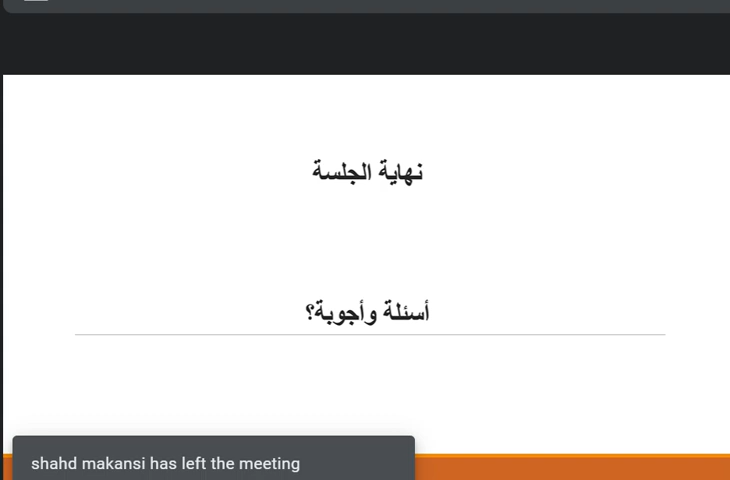 نهاية الجلسة
أسئلة وأجوبة؟
shahd makansi has left the meeting